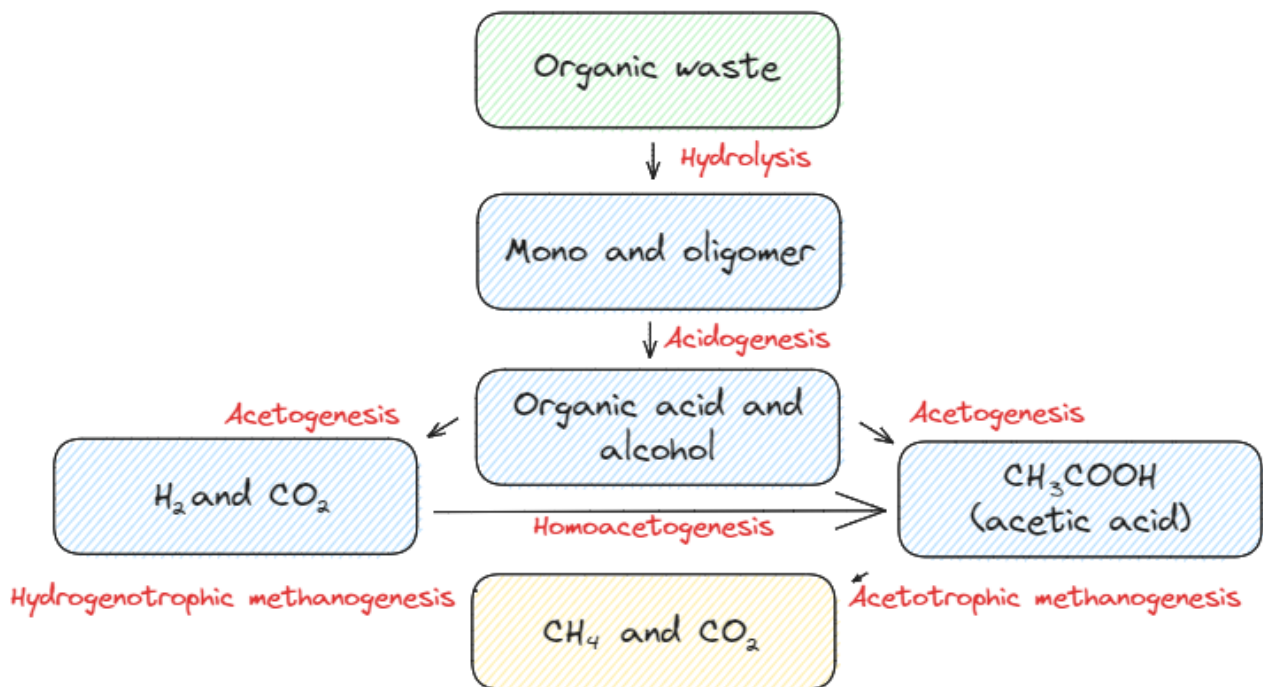 Organic waste
Hydrolysis
Mono and oligomer
Acidogenesis
Organic acid and
alcohol
Acetogenesis
Acetogenesis
H₂ and CO₂
CH₃COOH
(acetic acid)
Homoacetogenesis
Hydrogenotrophic methanogenesis
Acetotrophic methanogenesis
CH₄ and CO₂